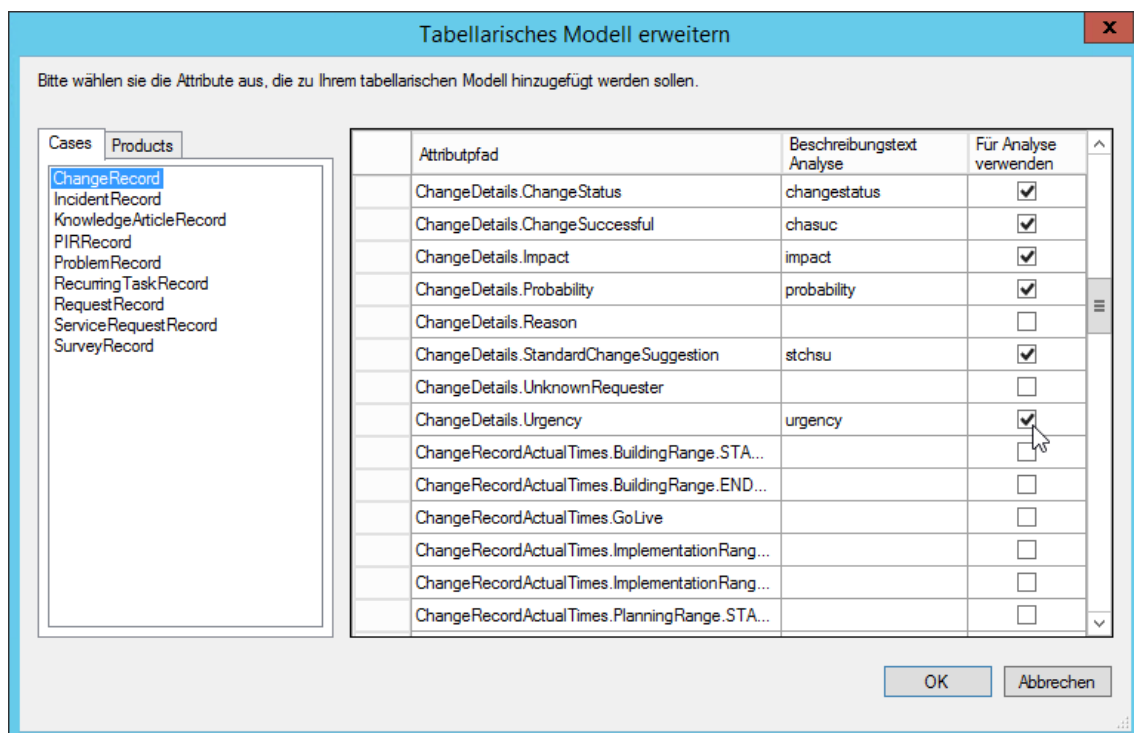 Tabellarisches Modell erweitern
x
Bitte wählen sie die Attribute aus, die zu Ihrem tabellarischen Modell hinzugefügt werden sollen.
Cases
Products
ChangeRecord
IncidentRecord
KnowledgeArticleRecord
PIRRecord
ProblemRecord
RecurringTaskRecord
RequestRecord
ServiceRequestRecord
SurveyRecord
Attributpfad
Beschreibungstext
Analyse
Für Analyse
verwenden
ChangeDetails.ChangeStatus changestatus
ChangeDetails.ChangeSuccessful chasuc
ChangeDetails.Impact impact
ChangeDetails.Probability probability
ChangeDetails.Reason
ChangeDetails.StandardChangeSuggestion stchsu
ChangeDetails.UnknownRequester
ChangeDetails.Urgency urgency
ChangeRecordActualTimes.BuildingRange.STA...
ChangeRecordActualTimes.BuildingRange.END...
ChangeRecordActualTimes.GoLive
ChangeRecordActualTimes.ImplementationRang...
ChangeRecordActualTimes.ImplementationRang...
ChangeRecordActualTimes.PlanningRange.STA...
OK
Abbrechen